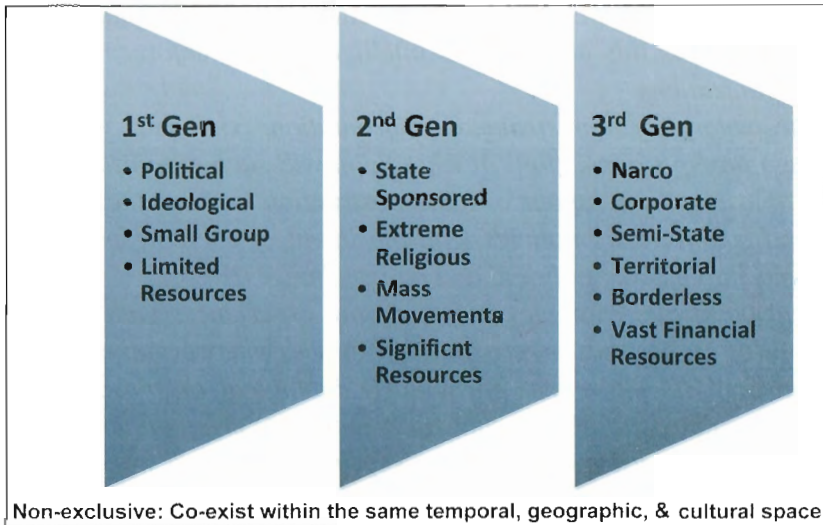 1st Gen
• Political
• Ideological
• Small Group
• Limited
Resources
2nd Gen
• State
Sponsored
• Extreme
Religious
• Mass
Movements
• Significnt
Resources
3rd Gen
• Narco
• Corporate
• Semi-State
• Territorial
• Borderless
• Vast Financial
Resources
Non-exclusive: Co-exist within the same temporal, geographic, & cultural space